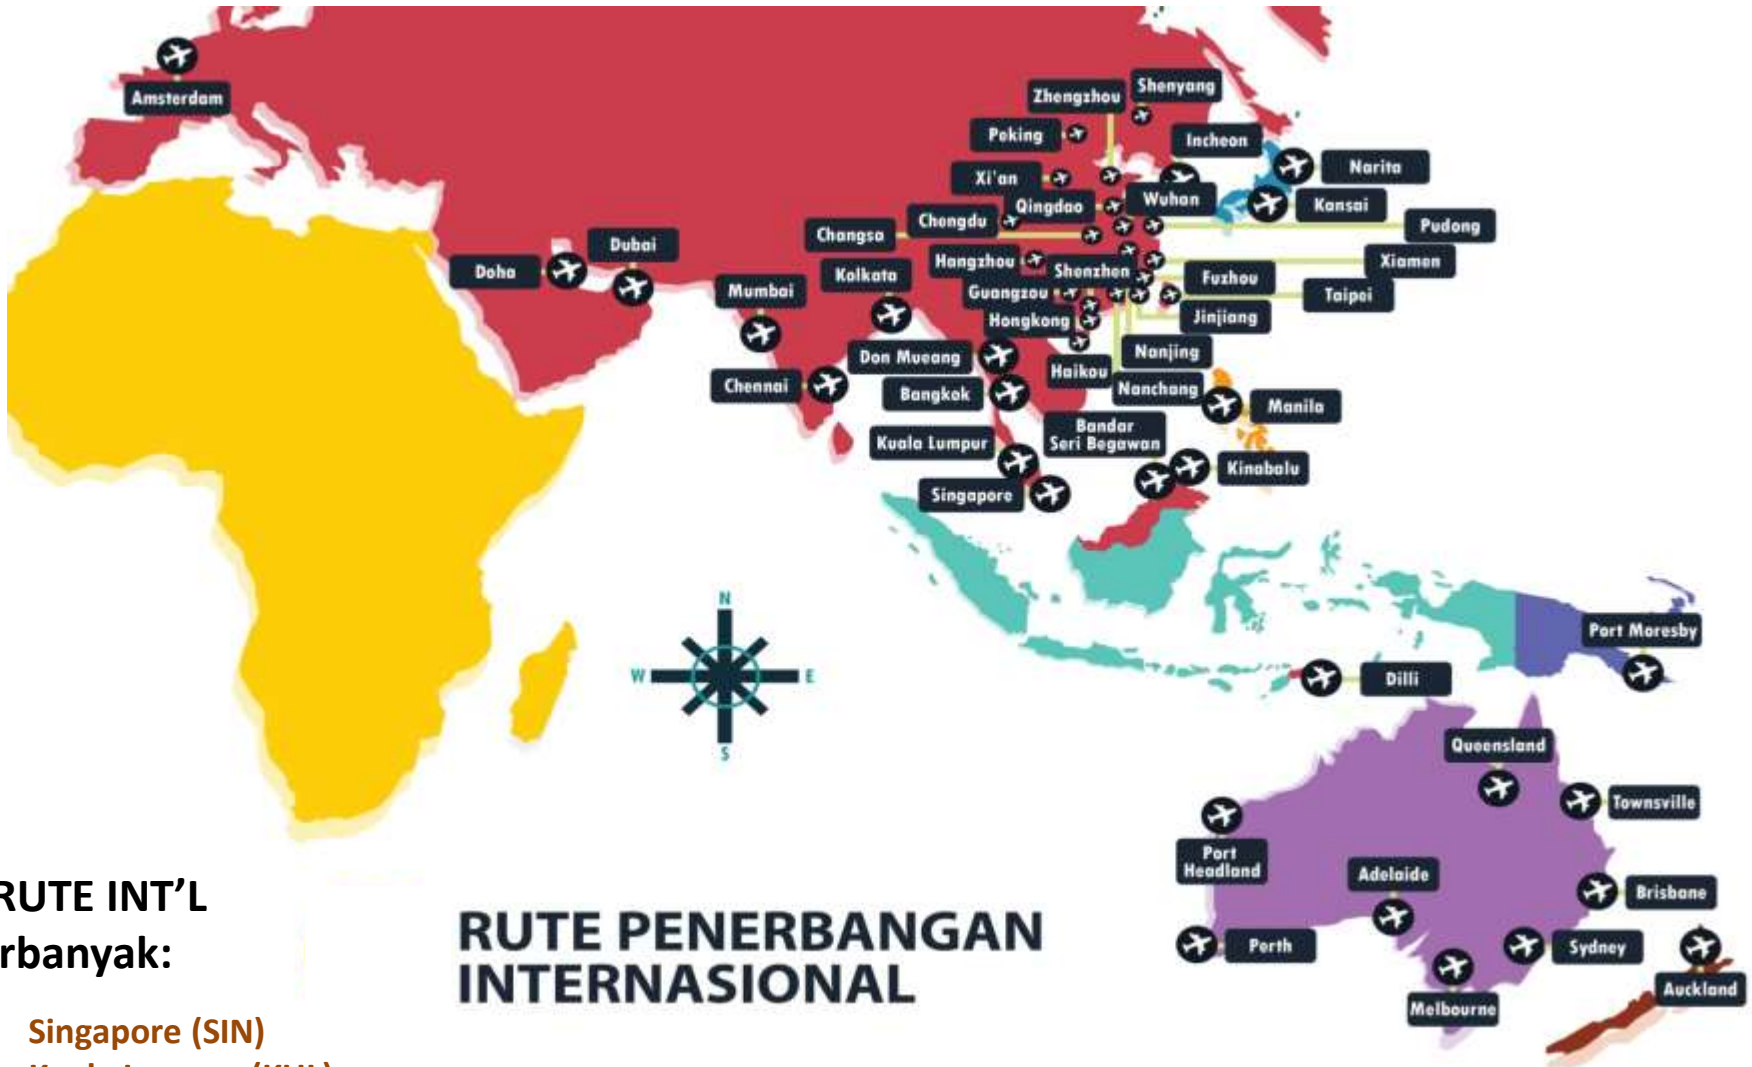 Shenyang
Zhengzhou
Amsterdam
Peking
Incheon
Narita
Xi'an
Qingdao
Wuhan
Kansai
Chengdu
Changsa
Pudong
Dubai
Doha
Hangzhou
Shenzhen
Xiamen
Kolkata
Fuzhou
Mumbai
Guangzou
Taipei
Hongkong
Jinjiang
Don Mueang
Nanjing
Haikou
Chennai
Bangkok
Nanchang
Manila
Kuala Lumpur
Bandar
Seri Begawan
Kinabalu
Singapore
N
W
E
S
Port Moresby
Dilli
Queensland
Townsville
Port
Headland
Adelaide
Brisbane
Perth
Sydney
Auckland
Melbourne
RUTE INT'L
rbanyak:
RUTE PENERBANGAN
INTERNASIONAL
Singapore (SIN)